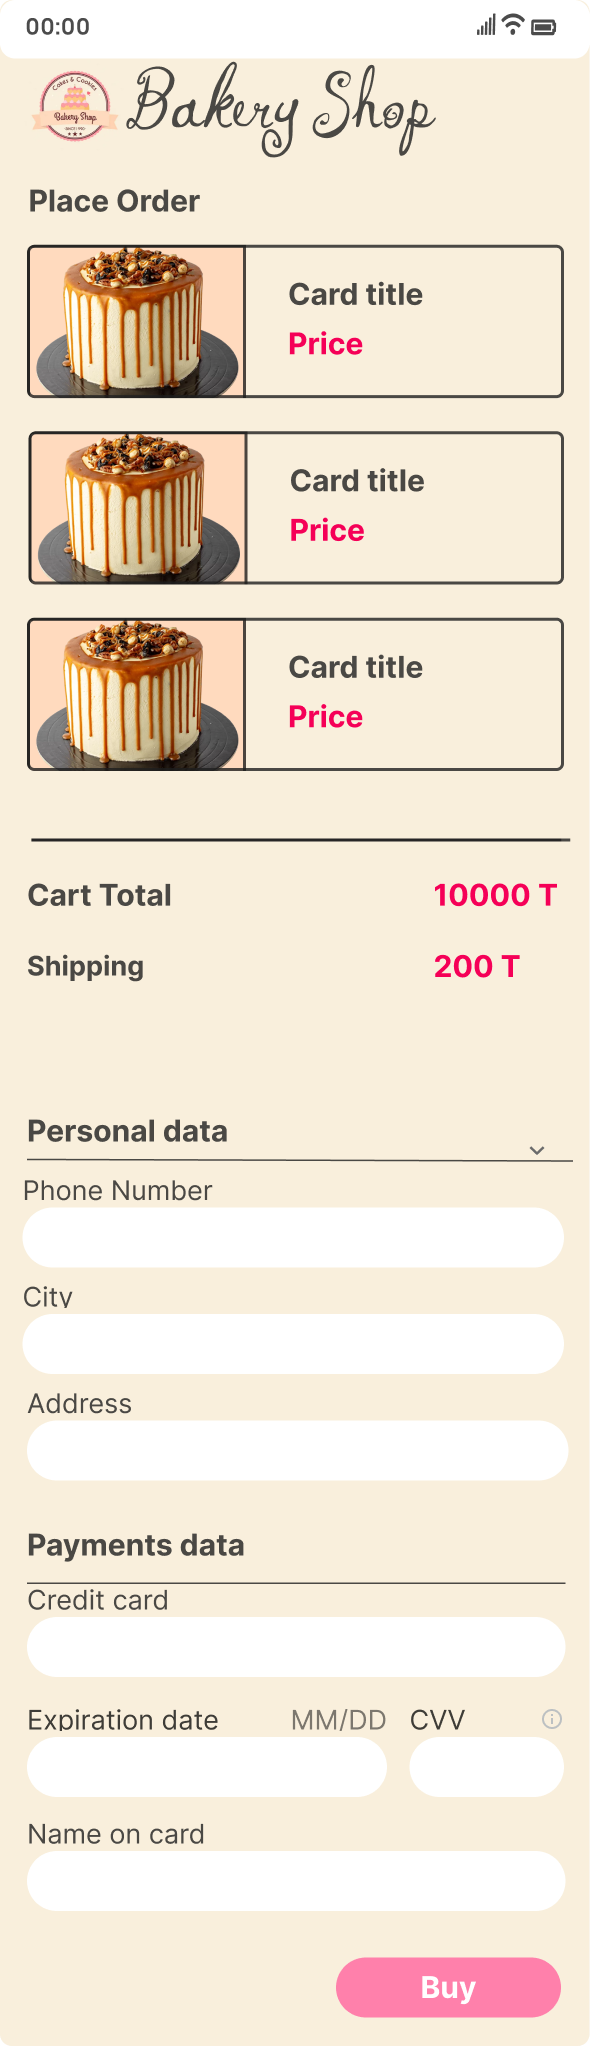 00:00
Cakes & Cookies
Bakery Shop
Bakery Shop
Place Order
Card title
Price
Card title
Price
Card title
Price
Cart Total 10000 T
Shipping 200 T
Personal data
Phone Number
City
Address
Payments data
Credit card
Expiration date MM/DD CVV
Name on card
Buy